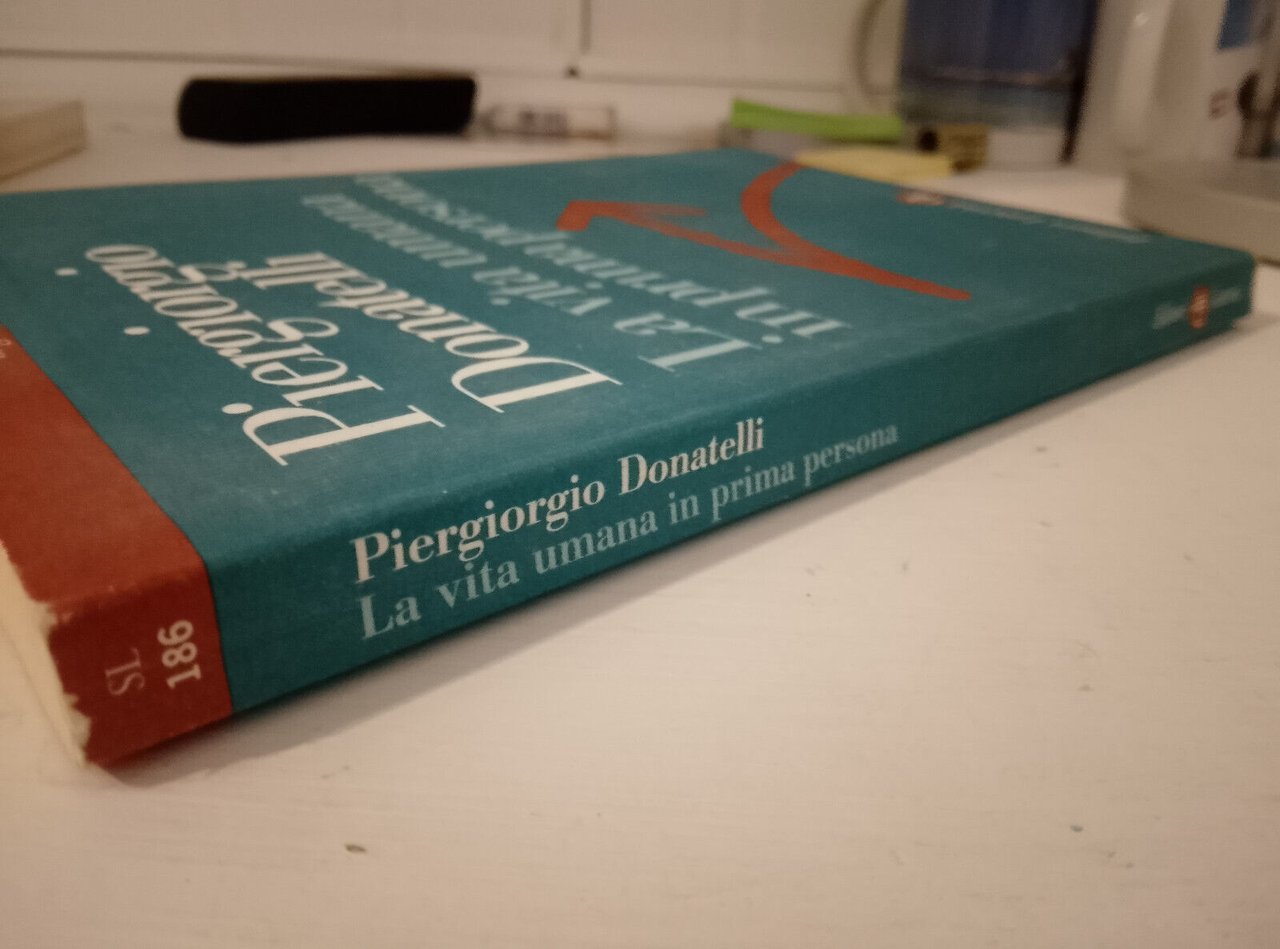 Piergiorgio
Donatelli
La vita umana
in prima persona
Piergiorgio Donatelli
La vita umana in prima persona
SL
186